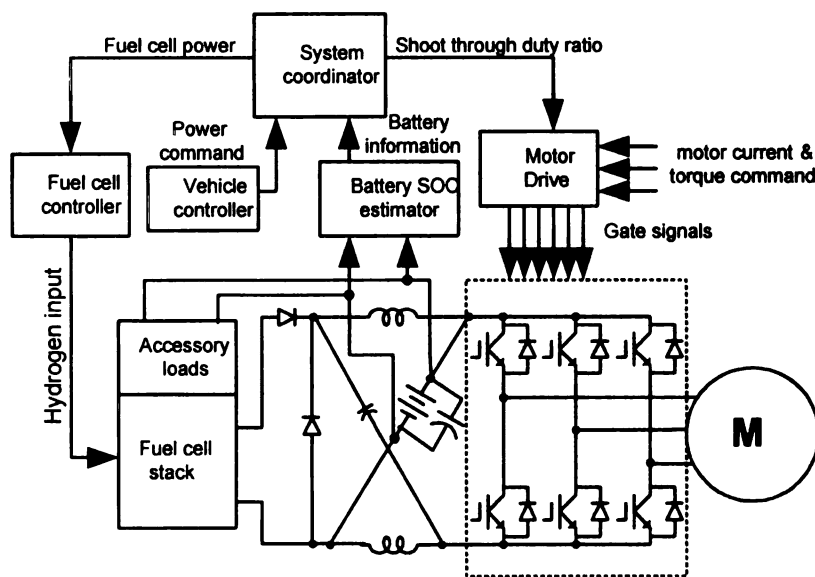 Fuel cell power
System
coordinator
Shoot through duty ratio
Power
command
Battery
information
Fuel cell
controller
Vehicle
controller
Battery SOC
estimator
Motor
Drive
motor current &
torque command
Gate signals
Hydrogen input
Accessory
loads
Fuel cell
stack
M